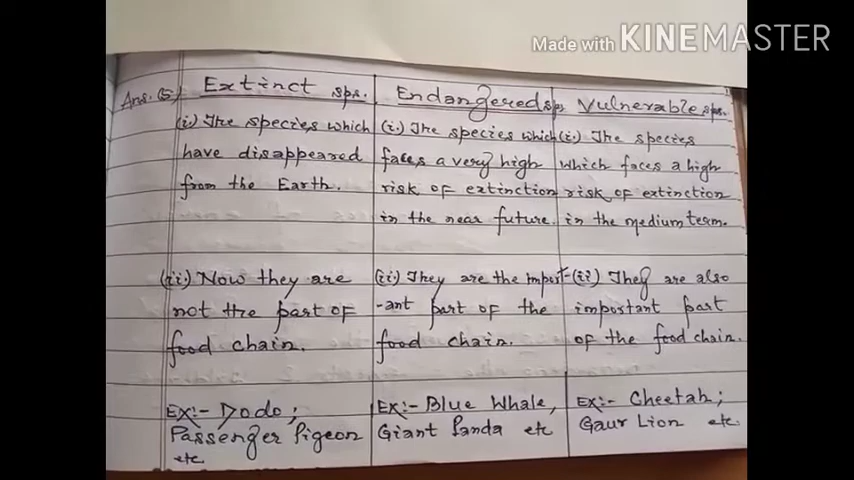 Made with KINEMASTER
Ans.(5) Extinct sps. Endangered sps. Vulnerable sps.
(i) The species which
have disappeared
from the Earth.
(i.) The species which
faces a very high
risk of extinction
in the near future.
(i.) The species
which faces a high
risk of extinction
in the medium term.
(ii) Now they are
not the part of
food chain.
(ii) They are the import-
-ant part of the
food chain.
(ii) They are also
important part
of the food chain.
Ex:- Dodo;
Passenger Pigeon
etc
Ex:- Blue Whale,
Giant Panda etc
Ex:- Cheetah;
Gaur Lion etc.